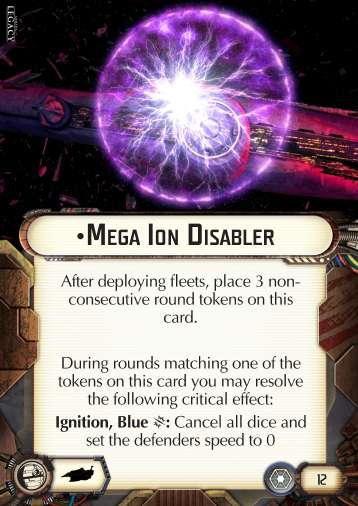 LEGACY
•Mega Ion Disabler
After deploying fleets, place 3 non-
consecutive round tokens on this
card.
During rounds matching one of the
tokens on this card you may resolve
the following critical effect:
Ignition, Blue : Cancel all dice and
set the defenders speed to 0
12